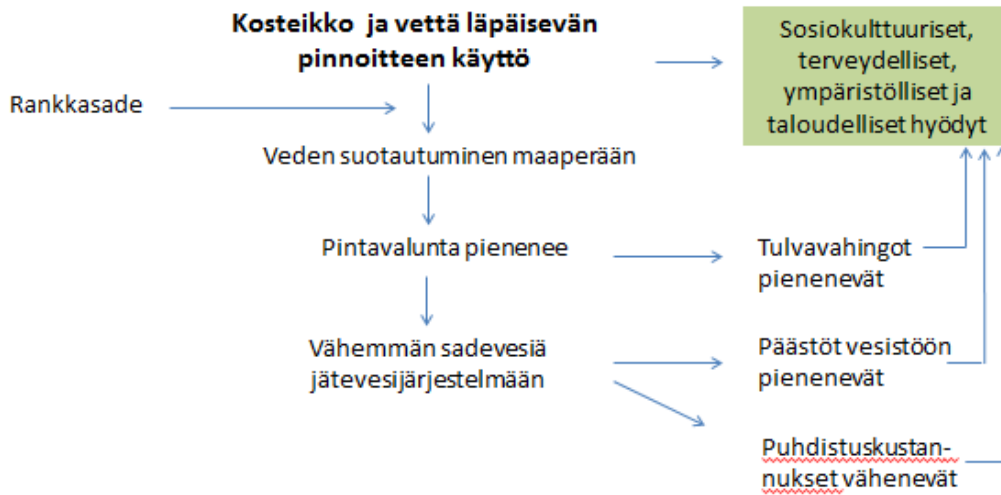 Kosteikko ja vettä läpäisevän
pinnoitteen käyttö
Sosiokulttuuriset,
terveydelliset,
ympäristölliset ja
taloudelliset hyödyt
Rankkasade
Veden suotautuminen maaperään
Pintavalunta pienenee
Tulvavahingot
pienenevät
Vähemmän sadevesiä
jätevesijärjestelmään
Päästöt vesistöön
pienenevät
Puhdistuskustan-
nukset vähenevät